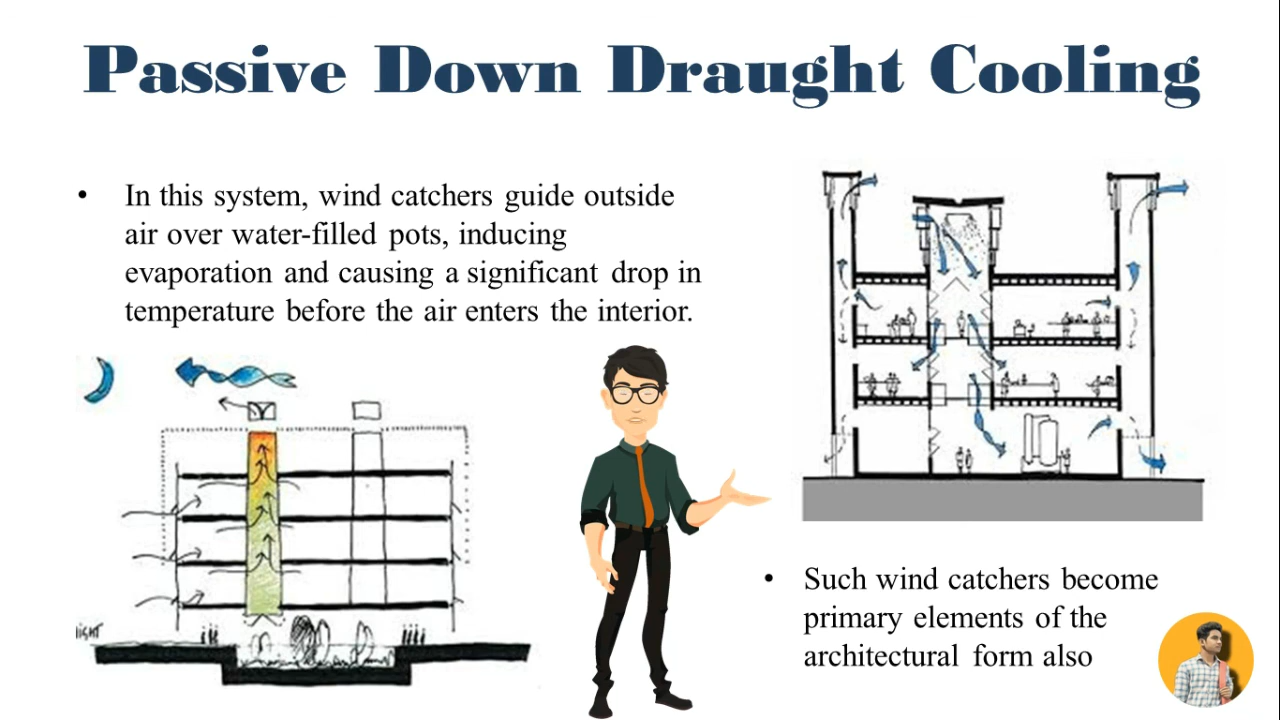 Passive Down Draught Cooling
• In this system, wind catchers guide outside
air over water-filled pots, inducing
evaporation and causing a significant drop in
temperature before the air enters the interior.
• Such wind catchers become
primary elements of the
architectural form also